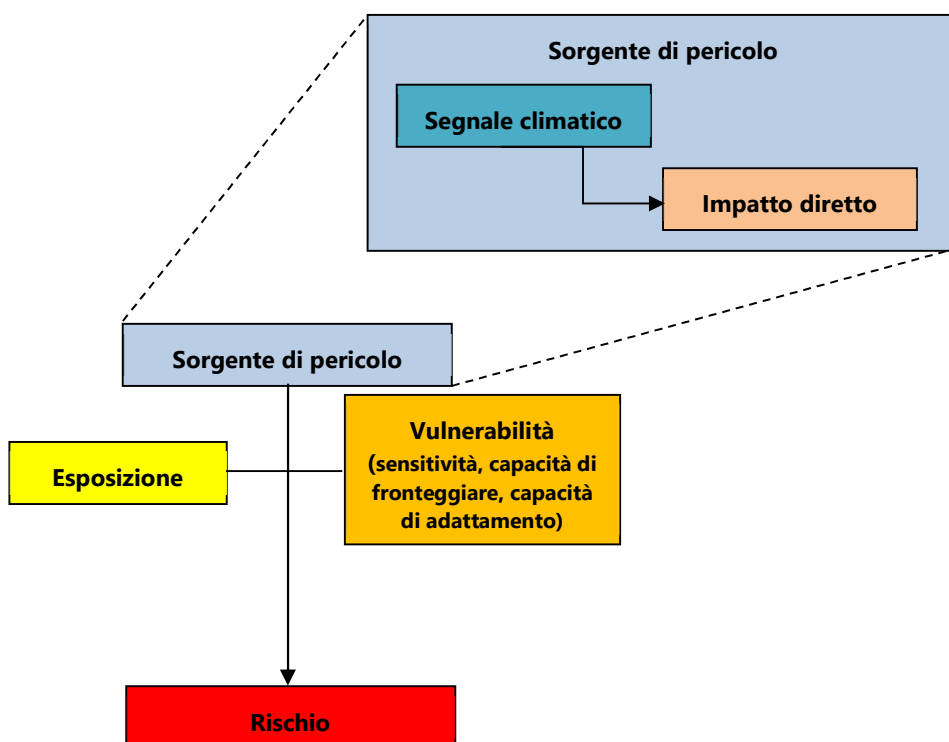 Sorgente di pericolo
Segnale climatico
Impatto diretto
Sorgente di pericolo
Vulnerabilità
(sensitività, capacità di
fronteggiare, capacità
di adattamento)
Esposizione
Rischio